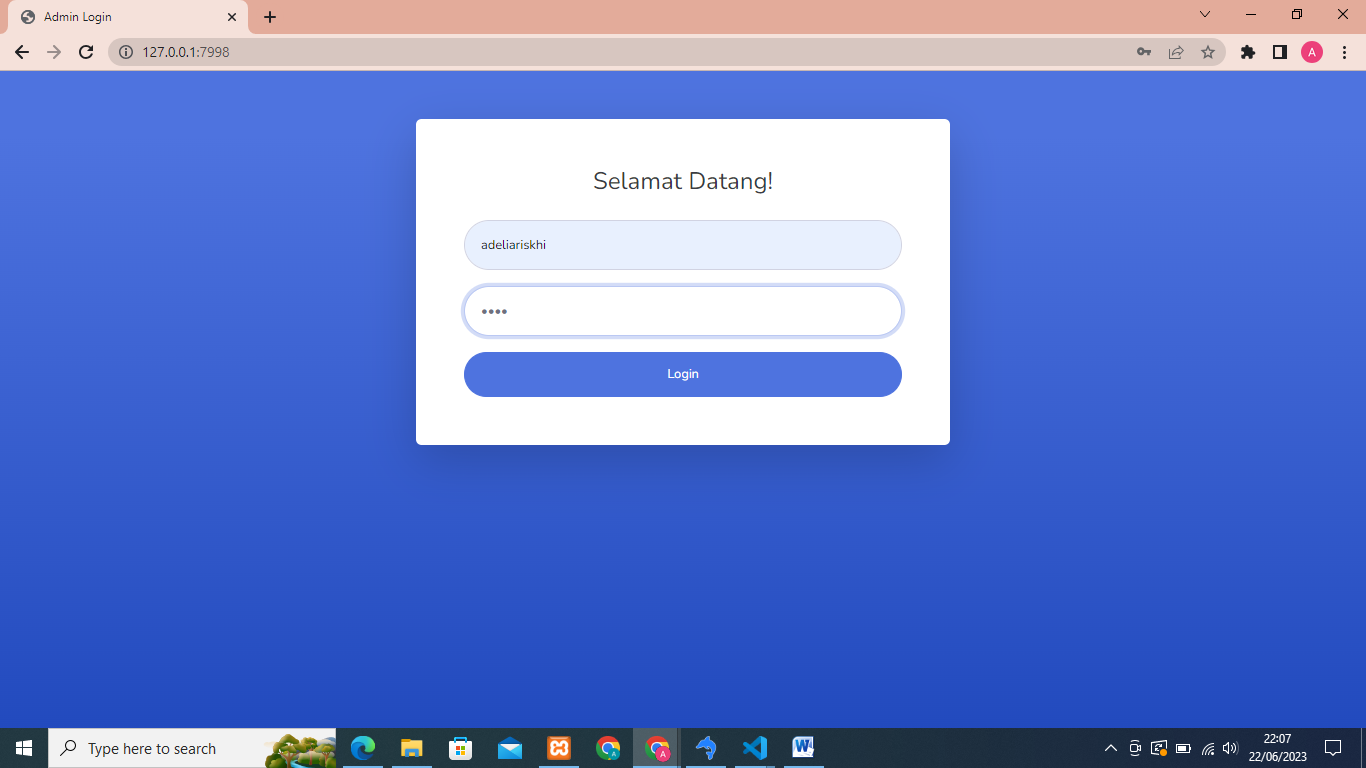 Admin Login
127.0.0.1:7998
A
Selamat Datang!
adeliariskhi
••••
Login
Type here to search
22:07
22/06/2023